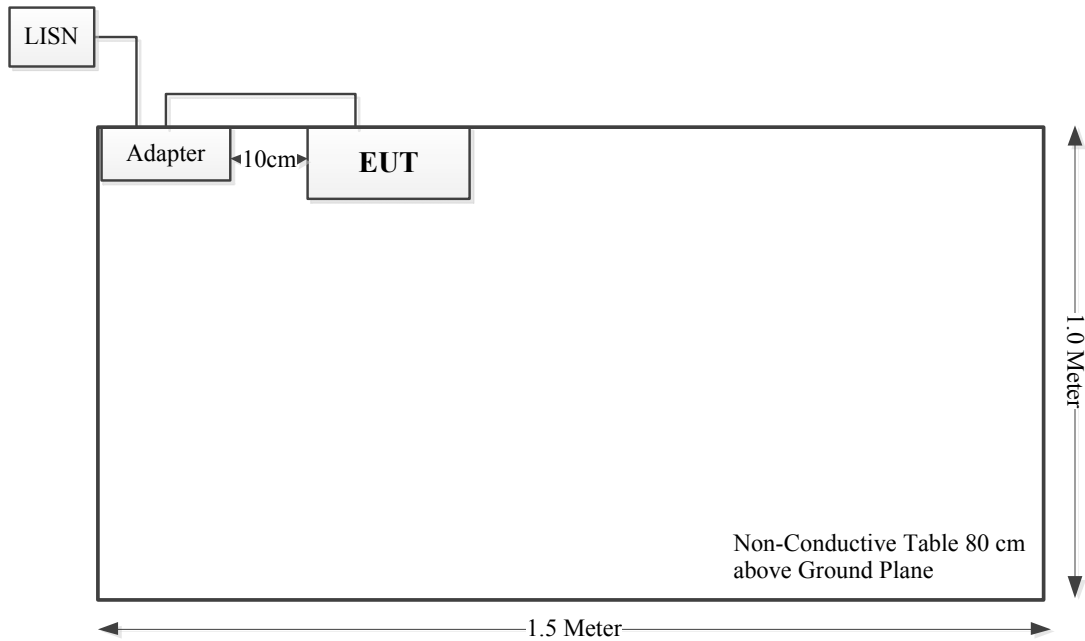 LISN
Adapter
10cm
EUT
1.0 Meter
Non-Conductive Table 80 cm
above Ground Plane
1.5 Meter